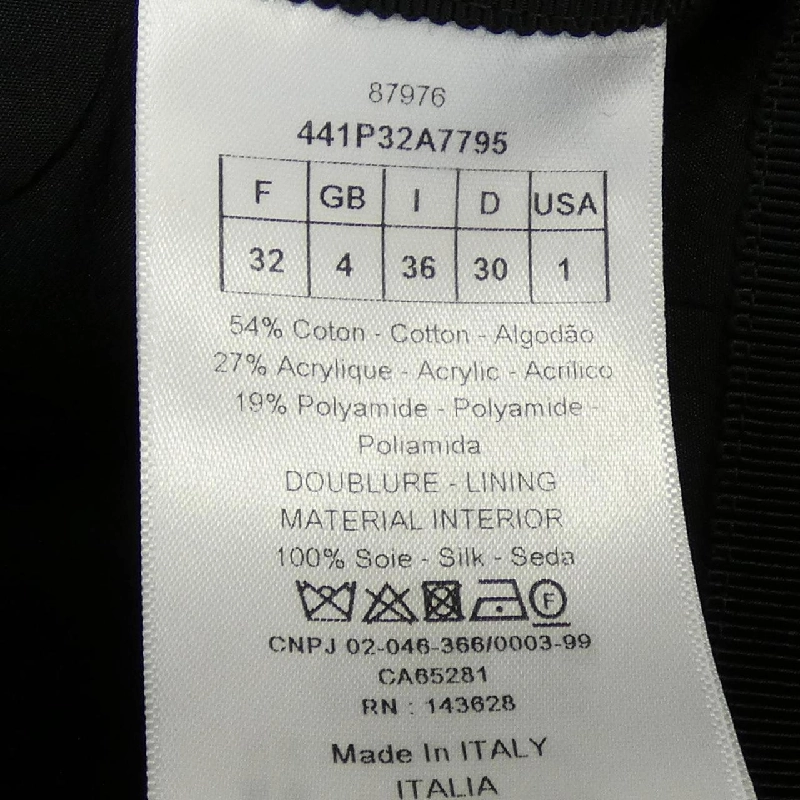 87976
441P32A7795
F GB I D USA
32 4 36 30 1
54% Coton - Cotton - Algodão
27% Acrylique - Acrylic - Acrílico
19% Polyamide - Polyamide -
Poliamida
DOUBLURE - LINING
MATERIAL INTERIOR
100% Soie - Silk - Seda
F
CNPJ 02-046-366/0003-99
CA65281
RN : 143628
Made In ITALY
ITALIA